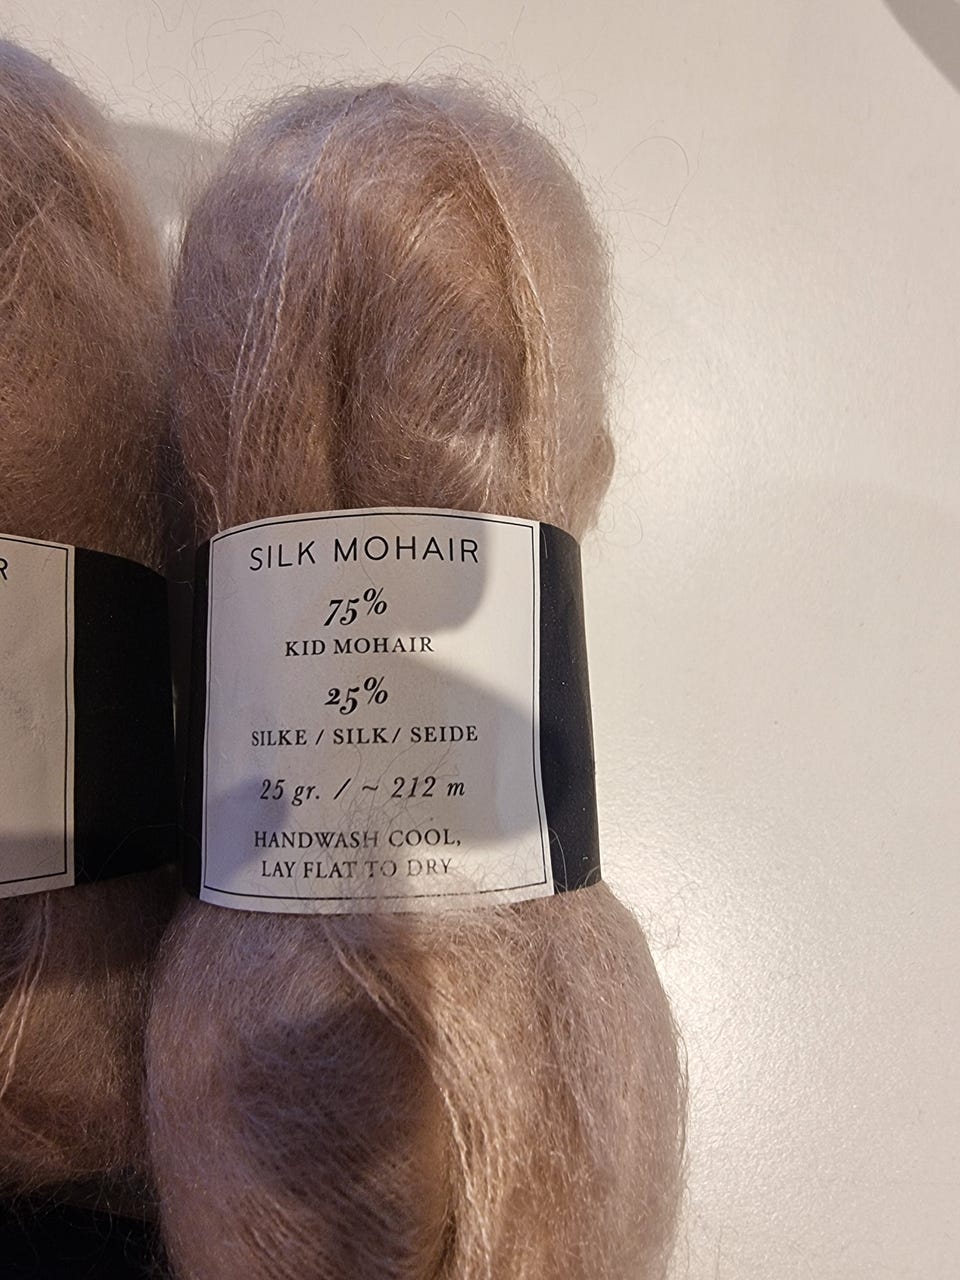 R
SILK MOHAIR
75%
KID MOHAIR
25%
SILKE / SILK/ SEIDE
25 gr. / ~ 212 m
HANDWASH COOL,
LAY FLAT TO DRY